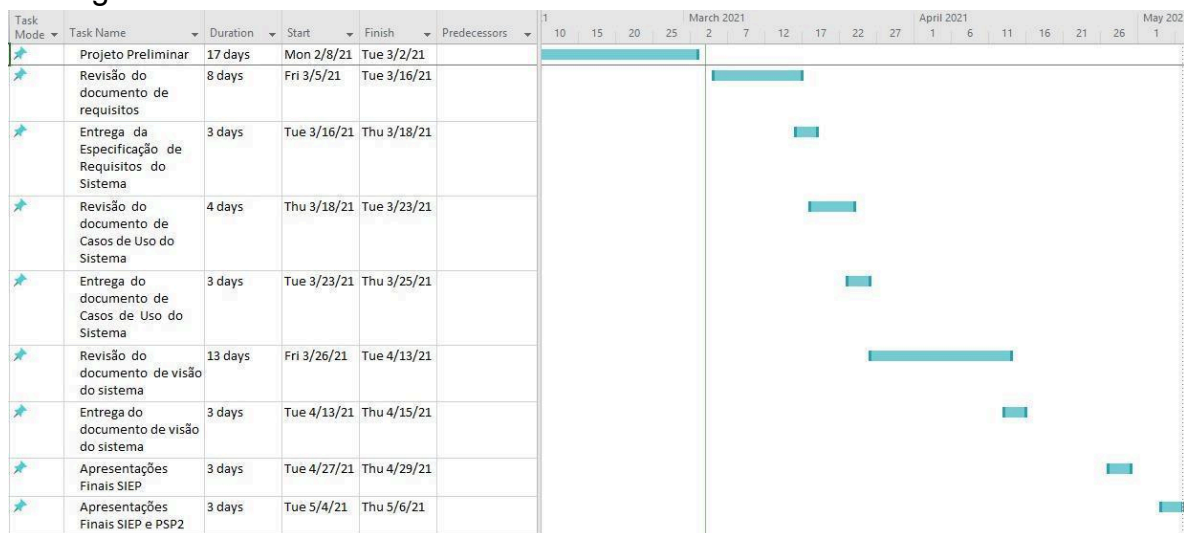 1 March 2021 April 2021 May 202
Task
Mode Task Name Duration Start Finish Predecessors 10 15 20 25 2 7 12 17 22 27 1 6 11 16 21 26 1
Projeto Preliminar 17 days Mon 2/8/21 Tue 3/2/21
Revisão do 8 days Fri 3/5/21 Tue 3/16/21
documento de
requisitos
Entrega da 3 days Tue 3/16/21 Thu 3/18/21
Especificação de
Requisitos do
Sistema
Revisão do 4 days Thu 3/18/21 Tue 3/23/21
documento de
Casos de Uso do
Sistema
Entrega do 3 days Tue 3/23/21 Thu 3/25/21
documento de
Casos de Uso do
Sistema
Revisão do 13 days Fri 3/26/21 Tue 4/13/21
documento de visão
do sistema
Entrega do 3 days Tue 4/13/21 Thu 4/15/21
documento de visão
do sistema
Apresentações 3 days Tue 4/27/21 Thu 4/29/21
Finais SIEP
Apresentações 3 days Tue 5/4/21 Thu 5/6/21
Finais SIEP e PSP2